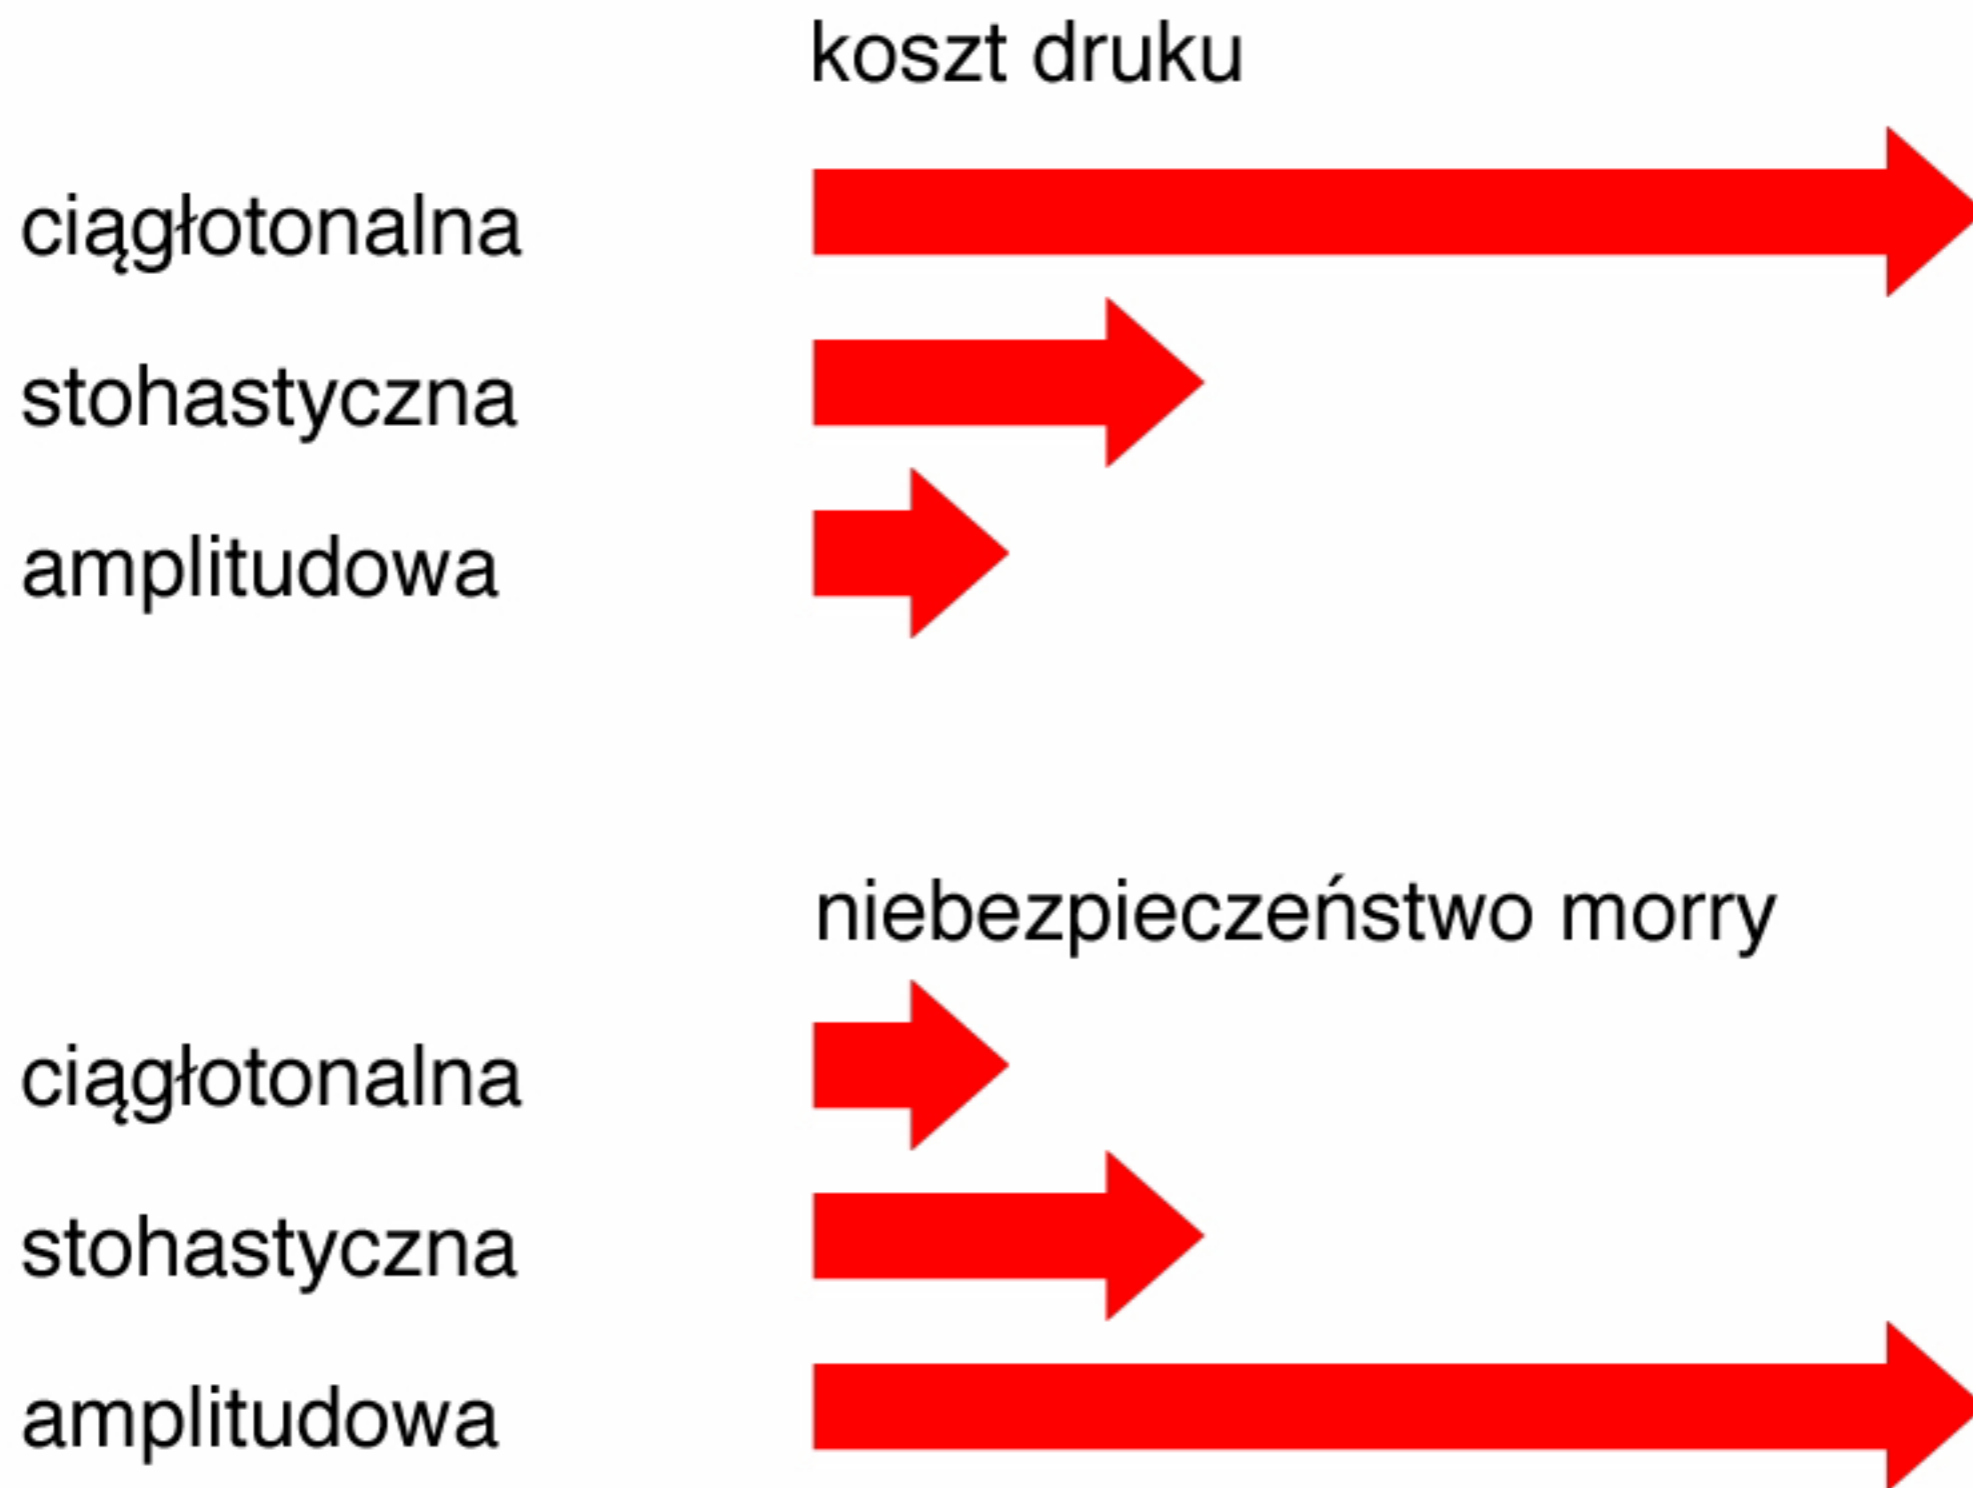 koszt druku
ciągłotonalna
stohastyczna
amplitudowa
niebezpieczeństwo morry
ciągłotonalna
stohastyczna
amplitudowa